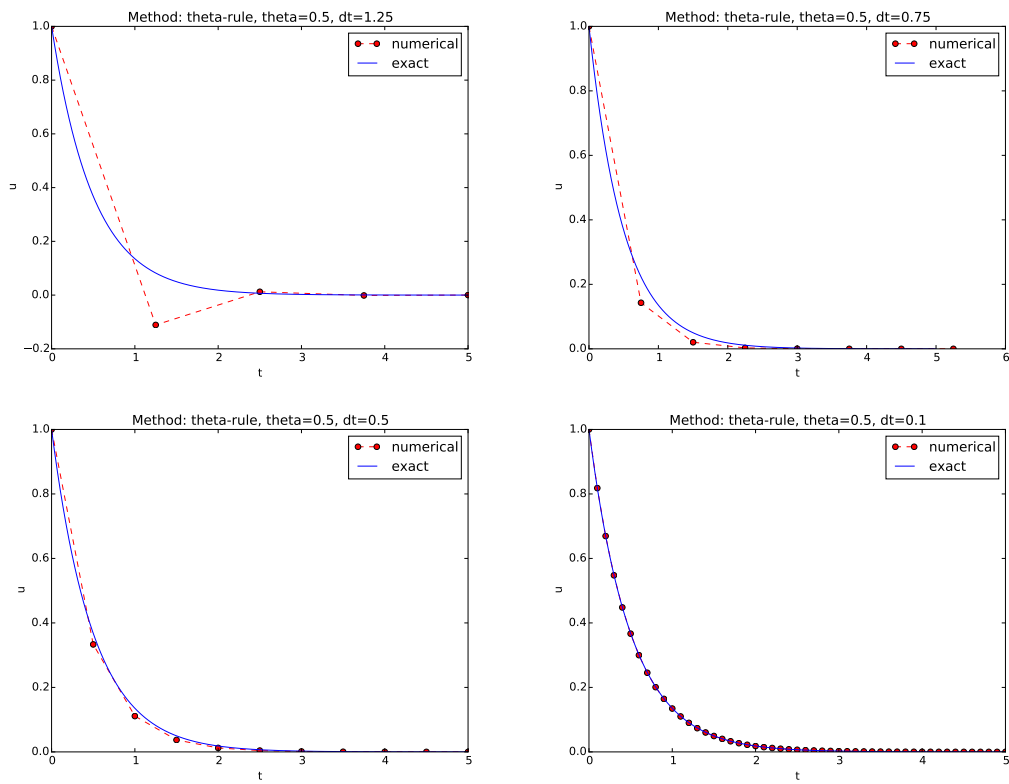 Method: theta-rule, theta=0.5, dt=1.25
numerical
exact
1.0
0.8
0.6
0.4
0.2
0.0
−0.2
u
0 1 2 3 4 5
t
Method: theta-rule, theta=0.5, dt=0.75
numerical
exact
1.0
0.8
0.6
0.4
0.2
0.0
u
0 1 2 3 4 5 6
t
Method: theta-rule, theta=0.5, dt=0.5
numerical
exact
1.0
0.8
0.6
0.4
0.2
0.0
u
0 1 2 3 4 5
t
Method: theta-rule, theta=0.5, dt=0.1
numerical
exact
1.0
0.8
0.6
0.4
0.2
0.0
u
0 1 2 3 4 5
t